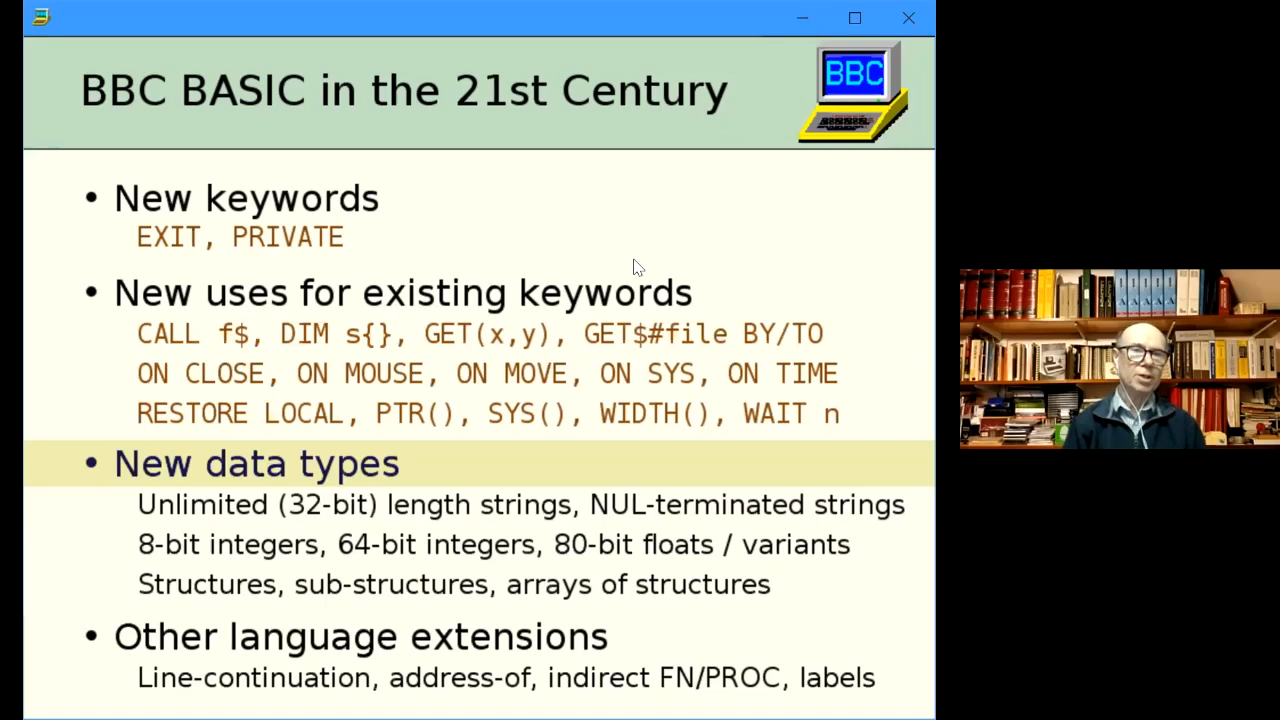 BBC BASIC in the 21st Century
BBC
• New keywords
EXIT, PRIVATE
• New uses for existing keywords
CALL f$, DIM s{}, GET(x,y), GET$#file BY/TO
ON CLOSE, ON MOUSE, ON MOVE, ON SYS, ON TIME
RESTORE LOCAL, PTR(), SYS(), WIDTH(), WAIT n
• New data types
Unlimited (32-bit) length strings, NUL-terminated strings
8-bit integers, 64-bit integers, 80-bit floats / variants
Structures, sub-structures, arrays of structures
• Other language extensions
Line-continuation, address-of, indirect FN/PROC, labels